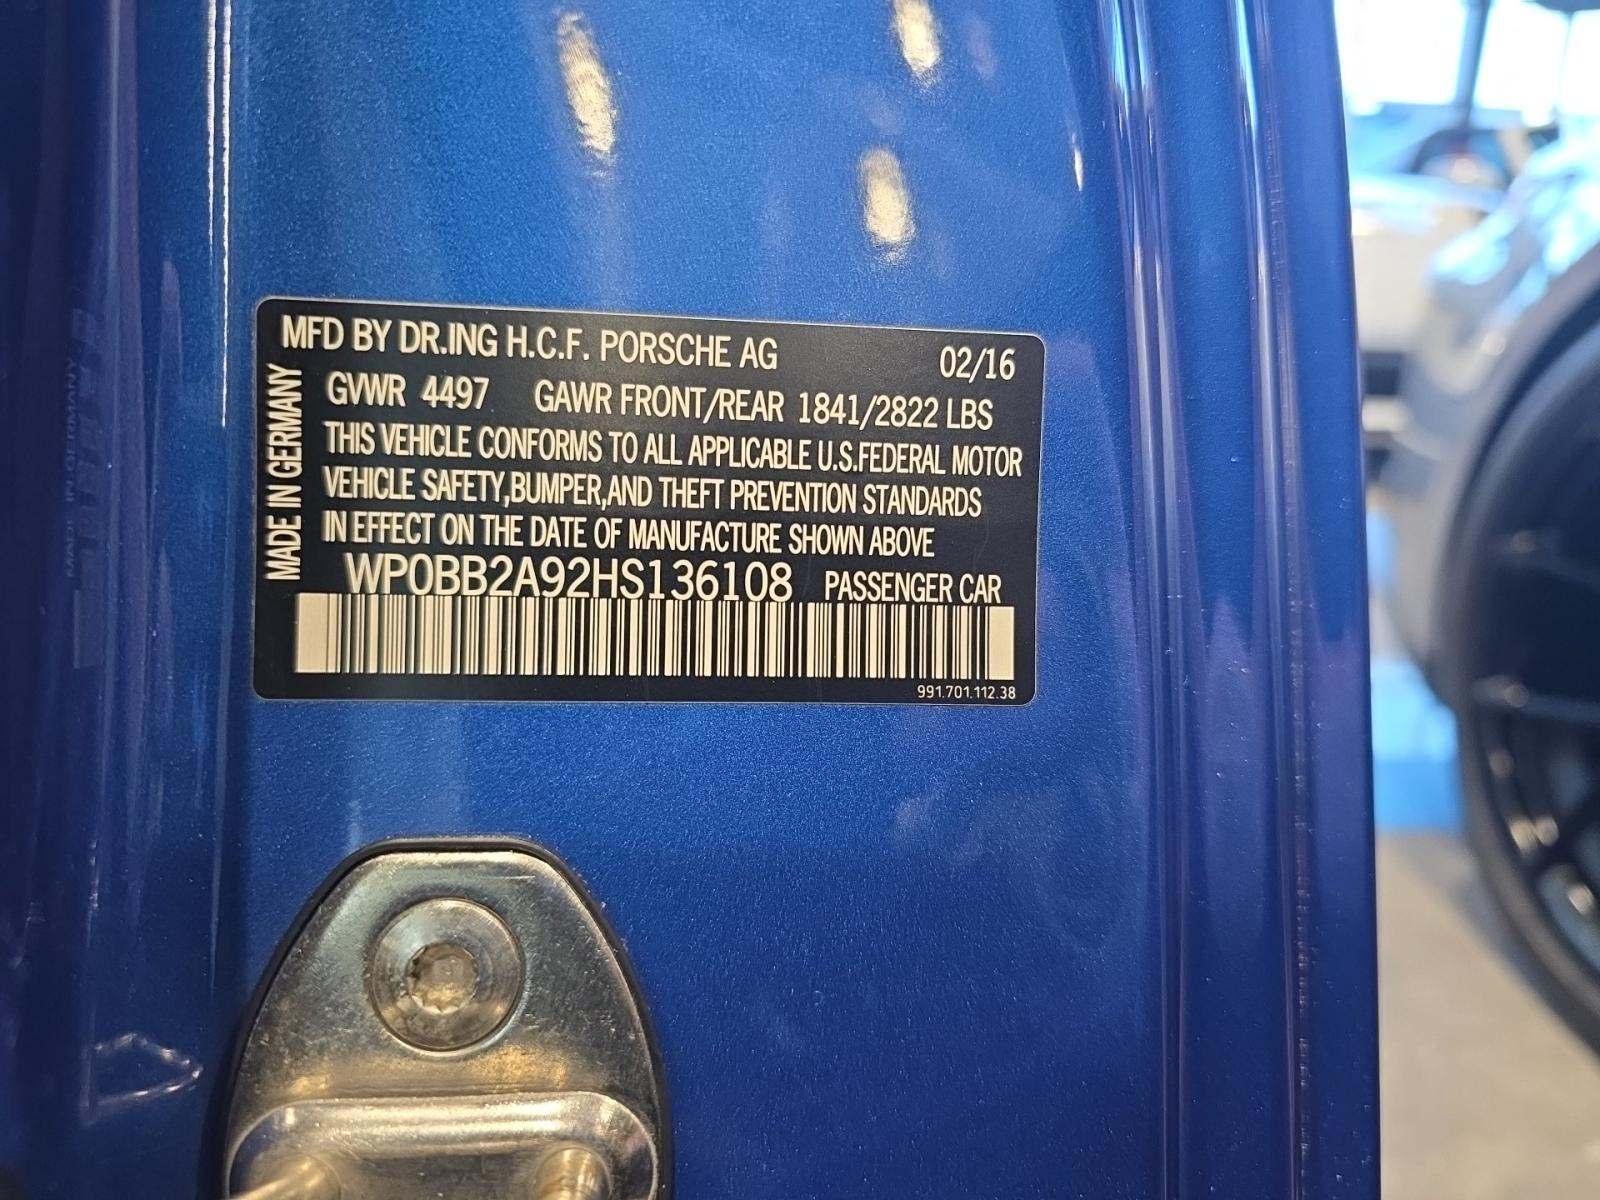 MFD BY DR.ING H.C.F. PORSCHE AG 02/16
GVWR 4497 GAWR FRONT/REAR 1841/2822 LBS
THIS VEHICLE CONFORMS TO ALL APPLICABLE U.S.FEDERAL MOTOR
VEHICLE SAFETY,BUMPER,AND THEFT PREVENTION STANDARDS
IN EFFECT ON THE DATE OF MANUFACTURE SHOWN ABOVE
WP0BB2A92HS136108 PASSENGER CAR
991.701.112.38
MADE IN GERMANY